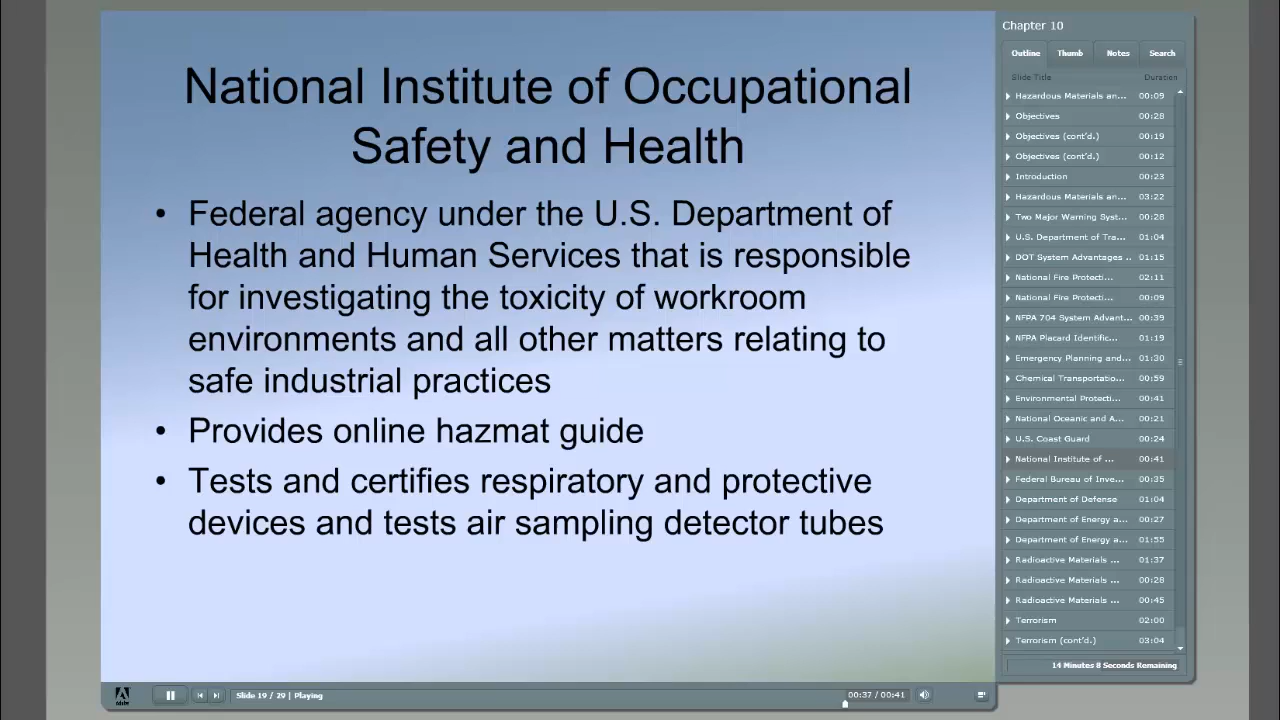 National Institute of Occupational
Safety and Health
• Federal agency under the U.S. Department of
Health and Human Services that is responsible
for investigating the toxicity of workroom
environments and all other matters relating to
safe industrial practices
• Provides online hazmat guide
• Tests and certifies respiratory and protective
devices and tests air sampling detector tubes
Chapter 10
Outline Thumb Notes Search
Slide Title Duration
Hazardous Materials an... 00:09
Objectives 00:28
Objectives (cont'd.) 00:19
Objectives (cont'd.) 00:12
Introduction 00:23
Hazardous Materials an... 03:22
Two Major Warning Syst... 00:28
U.S. Department of Tra... 01:04
DOT System Advantages .. 01:15
National Fire Protecti... 02:11
National Fire Protecti... 00:09
NFPA 704 System Advant... 00:39
NFPA Placard Identific... 01:19
Emergency Planning and... 01:30
Chemical Transportatio... 00:59
Environmental Protecti... 00:41
National Oceanic and A... 00:21
U.S. Coast Guard 00:24
National Institute of ... 00:41
Federal Bureau of Inve... 00:35
Department of Defense 01:04
Department of Energy a... 00:27
Department of Energy a... 01:55
Radioactive Materials ... 01:37
Radioactive Materials ... 00:28
Radioactive Materials ... 00:45
Terrorism 02:00
Terrorism (cont'd.) 03:04
14 Minutes 8 Seconds Remaining
Adobe
Slide 19 / 29 | Playing
00:37 / 00:41